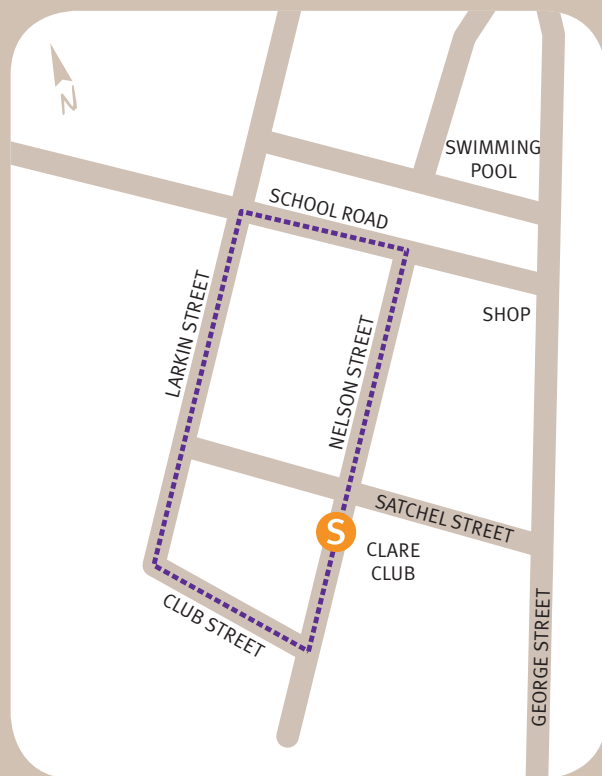 N
SWIMMING
POOL
SCHOOL ROAD
LARKIN STREET
SHOP
NELSON STREET
SATCHEL STREET
S
CLARE
CLUB
CLUB STREET
GEORGE STREET